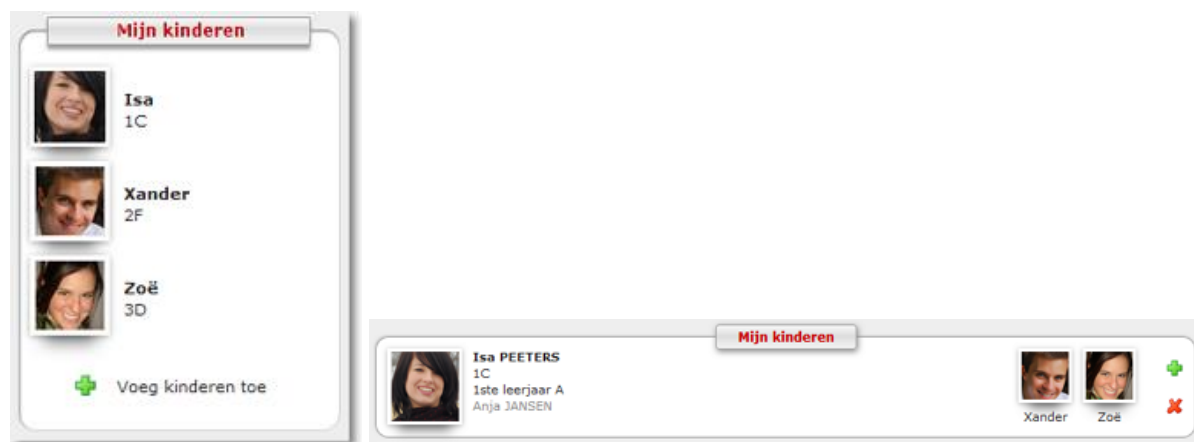 Mijn kinderen
Isa
1C
Xander
2F
Zoë
3D
Voeg kinderen toe
Mijn kinderen
Isa PEETERS
1C
1ste leerjaar A
Anja JANSEN
Xander Zoë